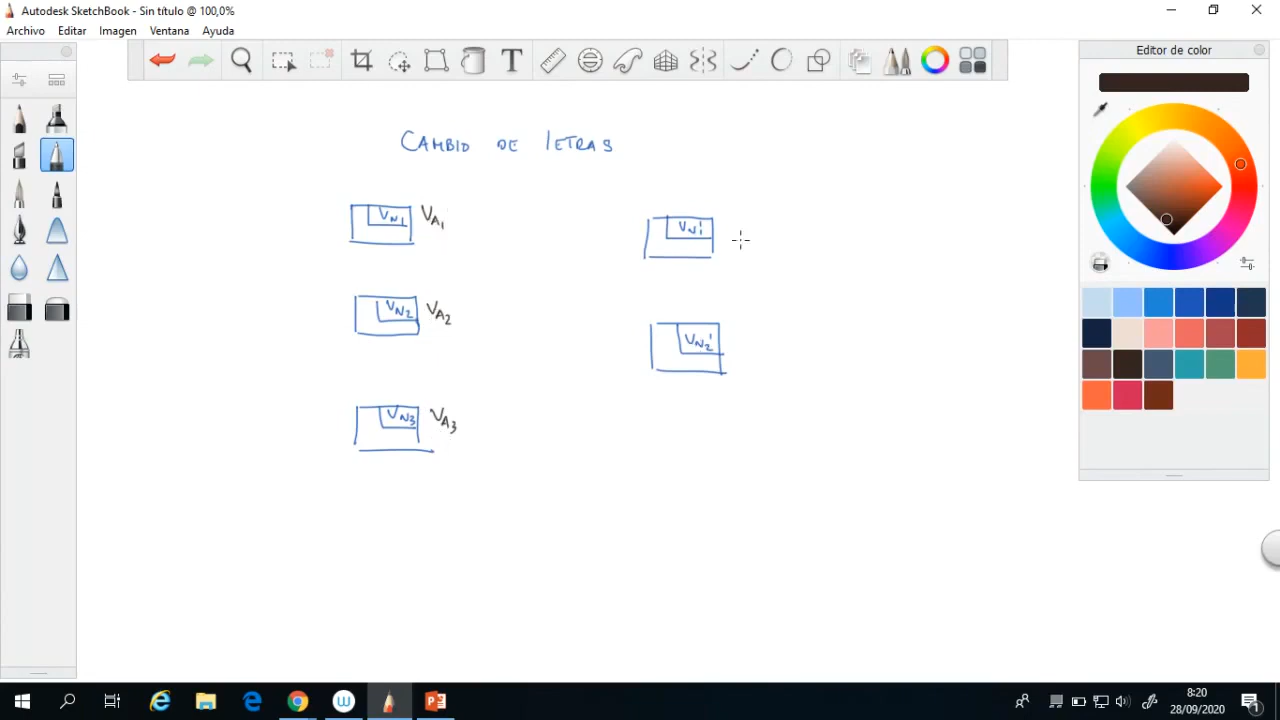 Autodesk SketchBook - Sin título @ 100,0%
Archivo Editar Imagen Ventana Ayuda
Editor de color
CAMBIO DE lETRAS
VN1 VA1
VN1'
VN2 VA2
VN2'
VN3 VA3
8:20
28/09/2020